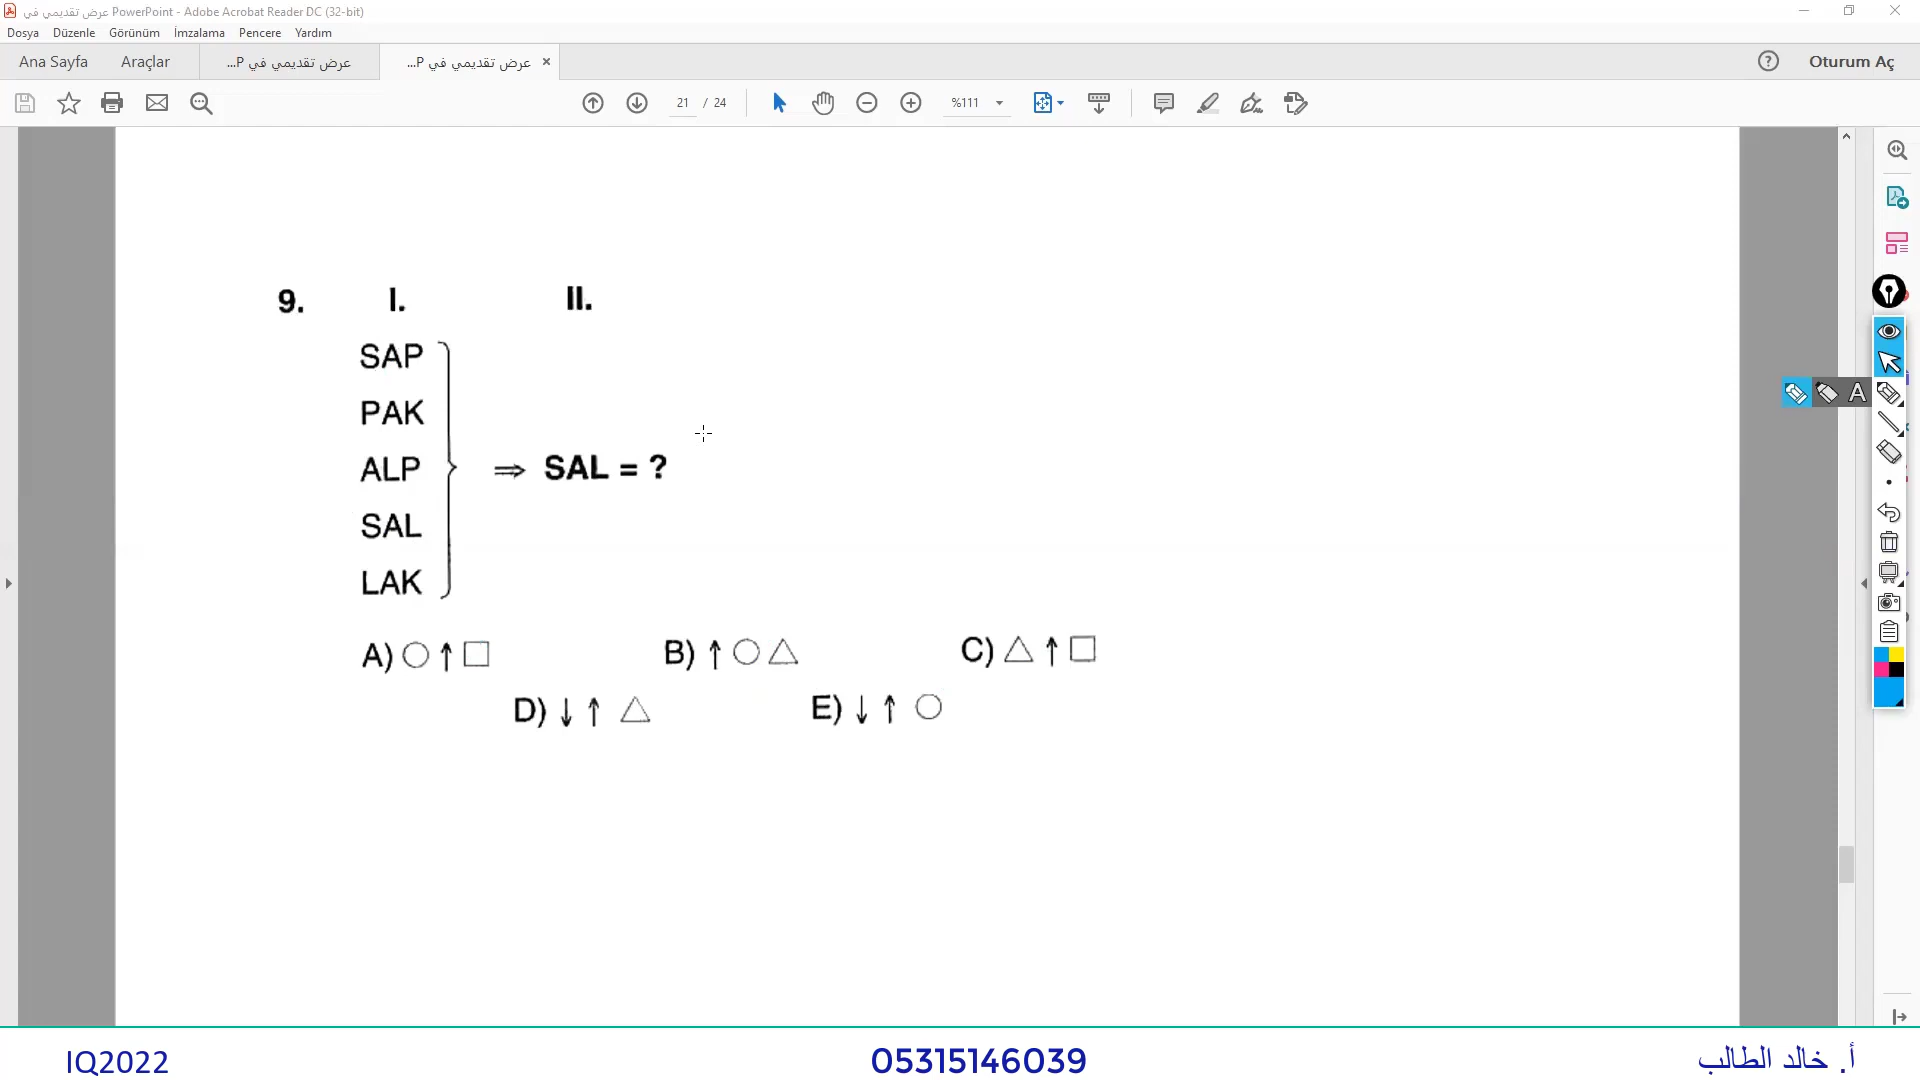 عرض تقديمي في PowerPoint - Adobe Acrobat Reader DC (32-bit)
Dosya Düzenle Görünüm İmzalama Pencere Yardım
Ana Sayfa Araçlar عرض تقديمي في P... عرض تقديمي في P... Oturum Aç
21 / 24 %111
9. I. II.
SAP
PAK
ALP
⇒ SAL = ?
SAL
LAK
A) ○ ↑ □ B) ↑ ○ △ C) △ ↑ □
D) ↓ ↑ △ E) ↓ ↑ ○
IQ2022 05315146039 أ. خالد الطالب